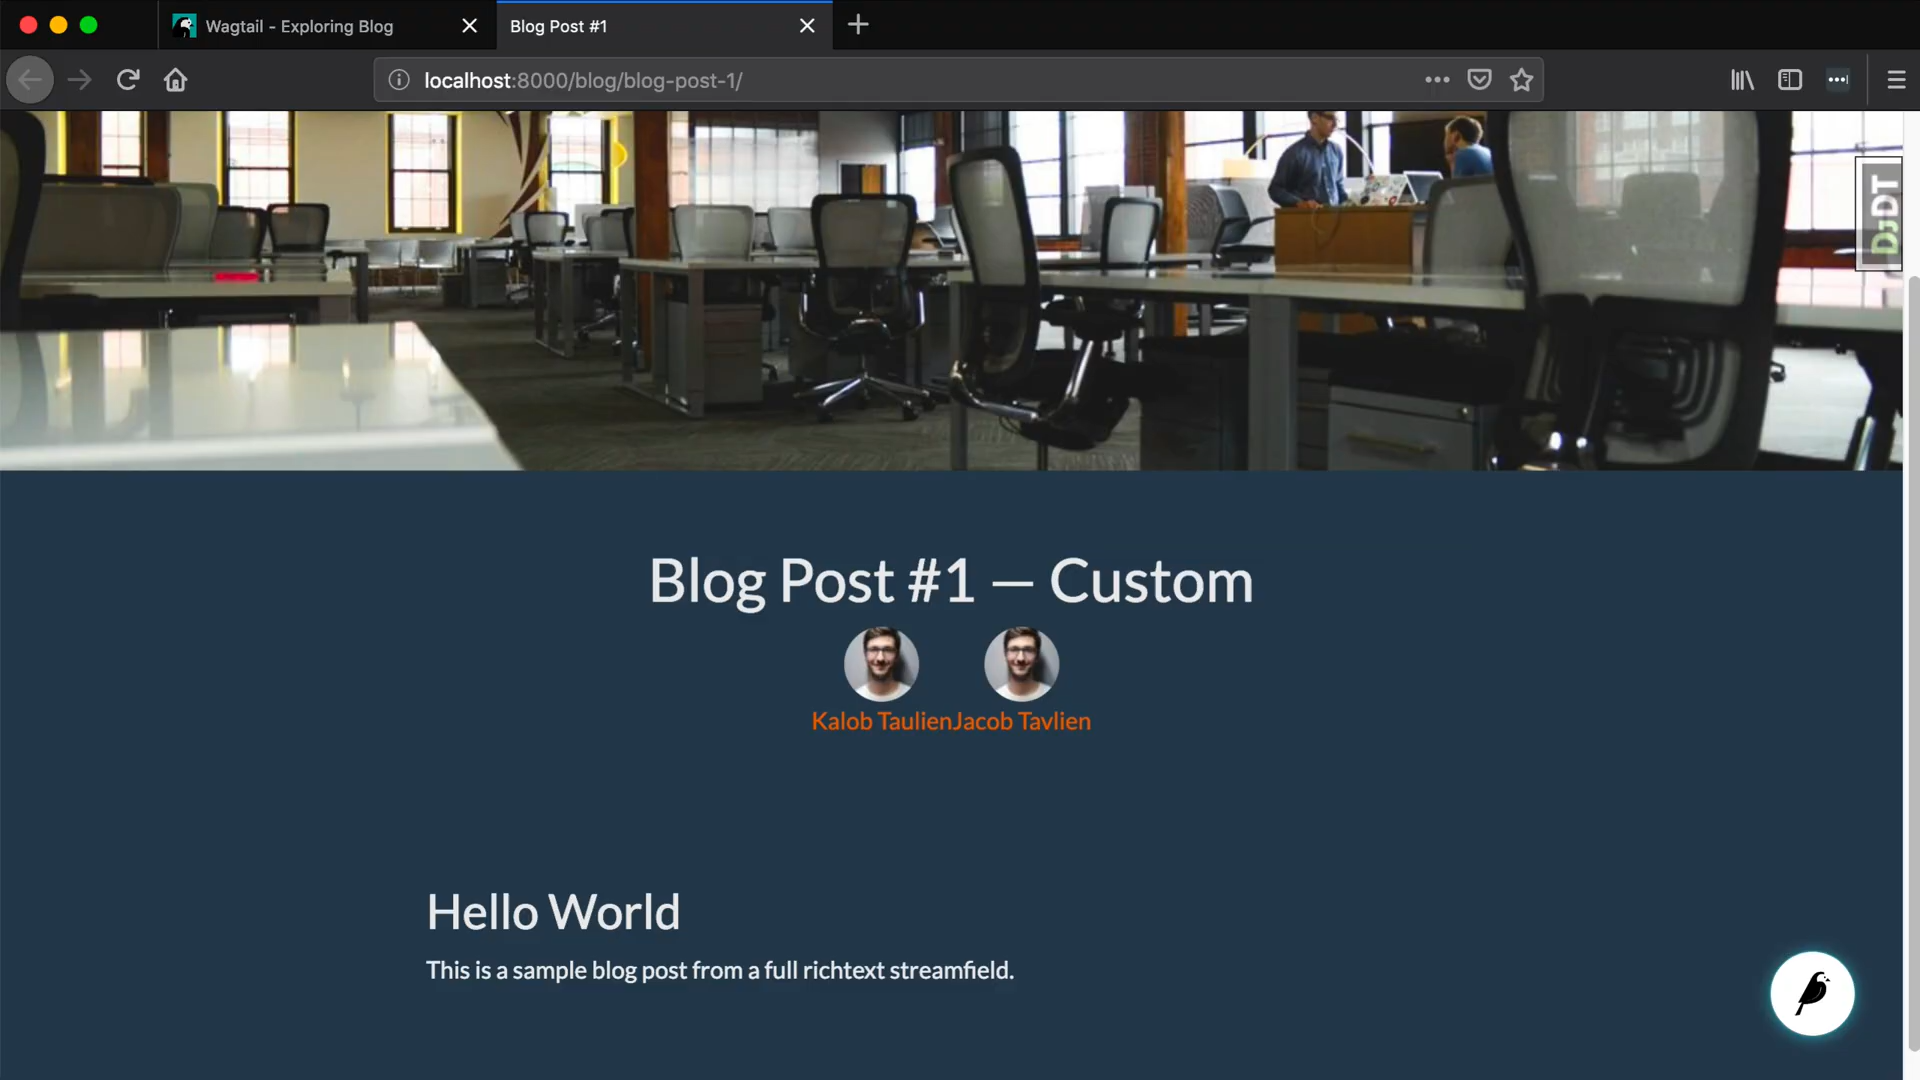 Wagtail - Exploring Blog
Blog Post #1
localhost:8000/blog/blog-post-1/
DjDT
Blog Post #1 — Custom
Kalob TaulienJacob Tavlien
Hello World
This is a sample blog post from a full richtext streamfield.